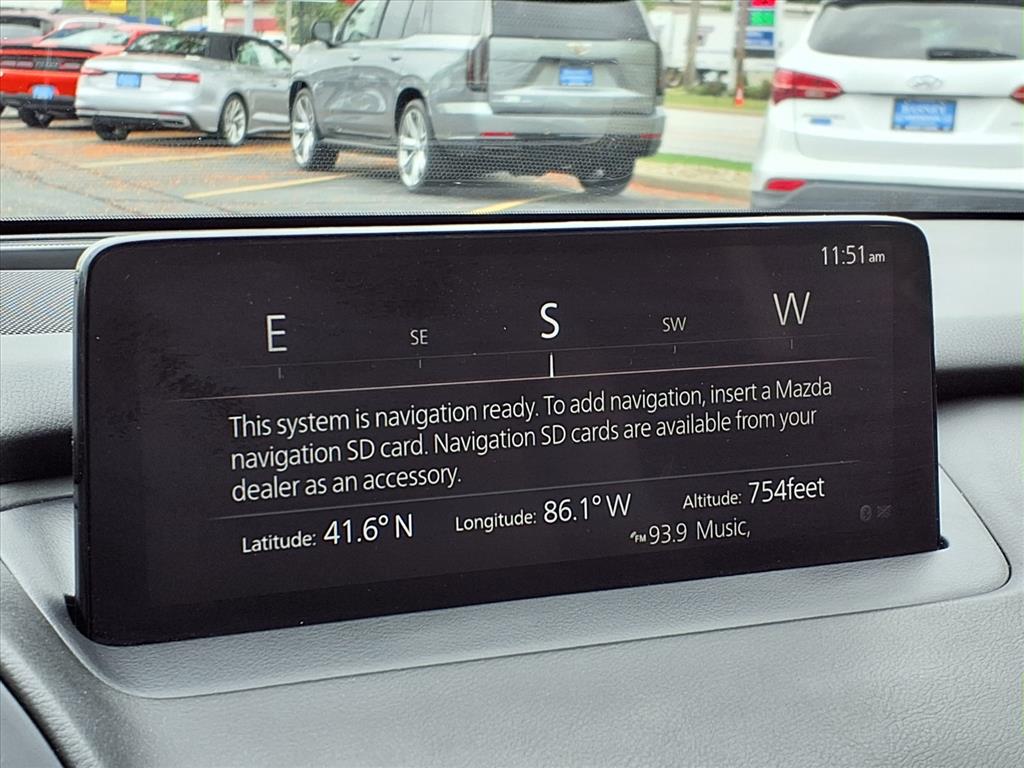 11:51 am
E SE S SW W
This system is navigation ready. To add navigation, insert a Mazda
navigation SD card. Navigation SD cards are available from your
dealer as an accessory.
Latitude: 41.6° N Longitude: 86.1° W Altitude: 754feet
FM 93.9 Music,